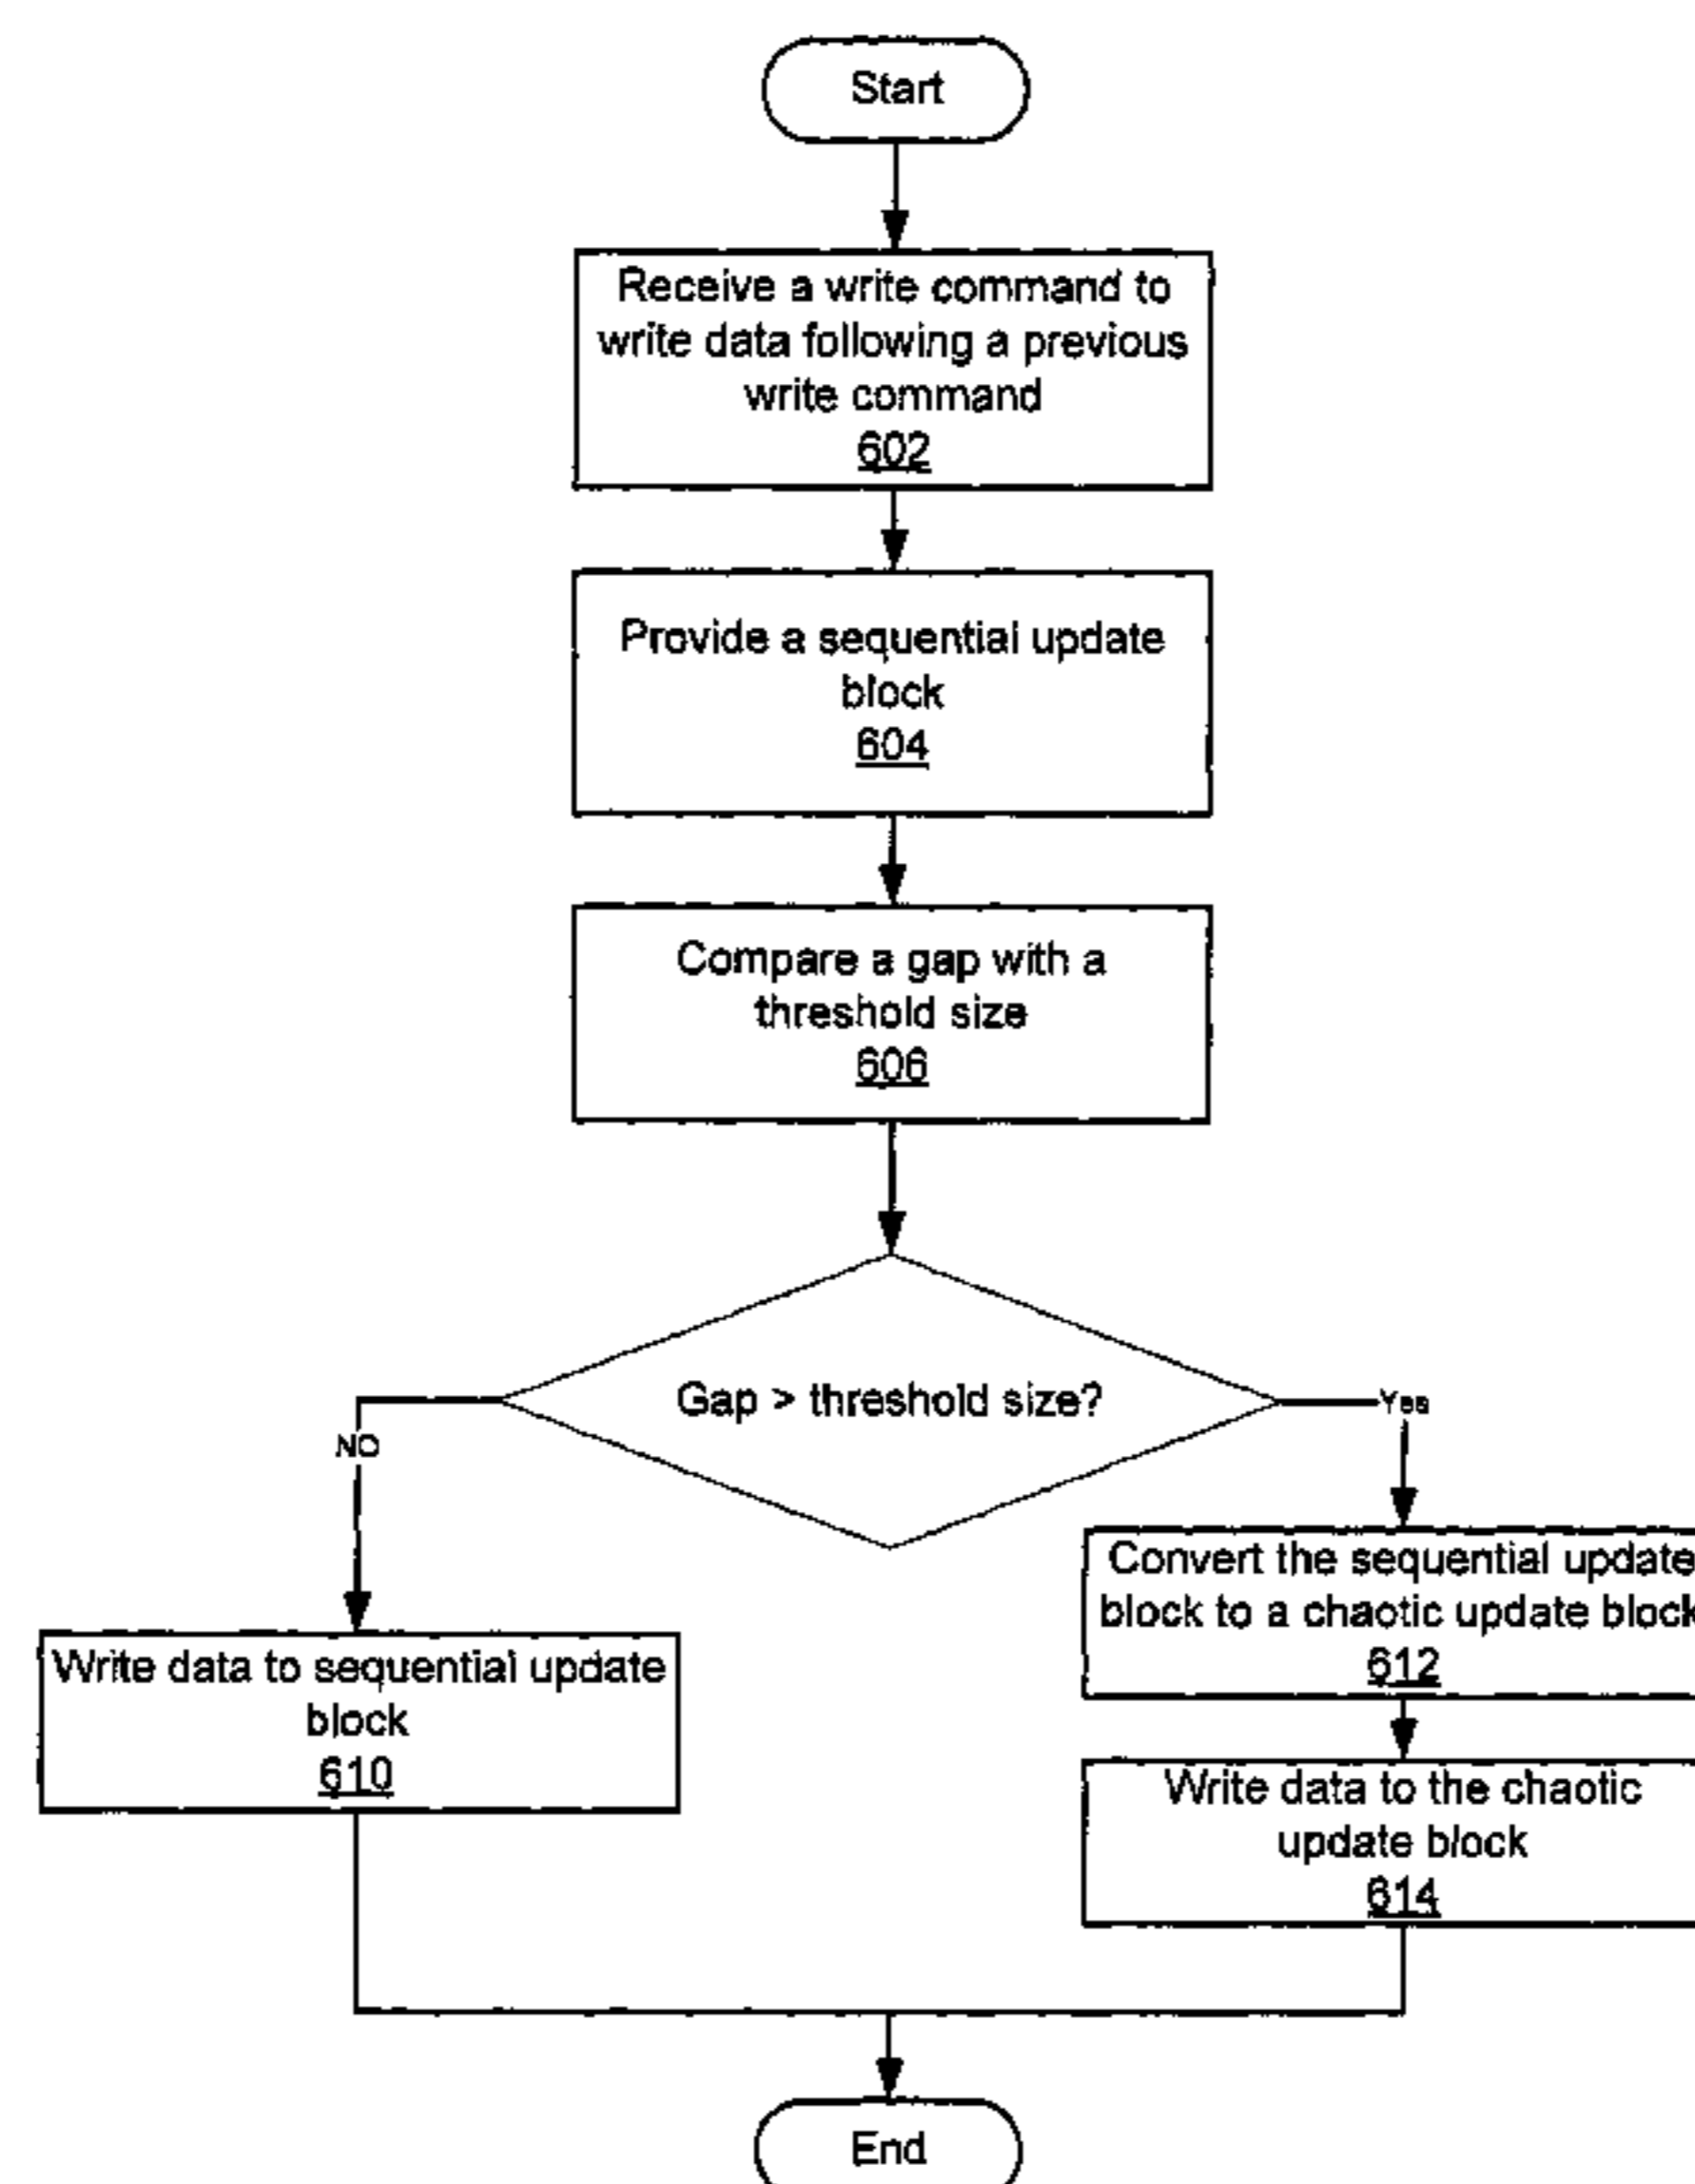 Start
Receive a write command to
write data following a previous
write command
602
Provide a sequential update
block
604
Compare a gap with a
threshold size
606
Gap > threshold size?
NO
Yes
Convert the sequential update
block to a chaotic update block
612
Write data to sequential update
block
610
Write data to the chaotic
update block
614
End